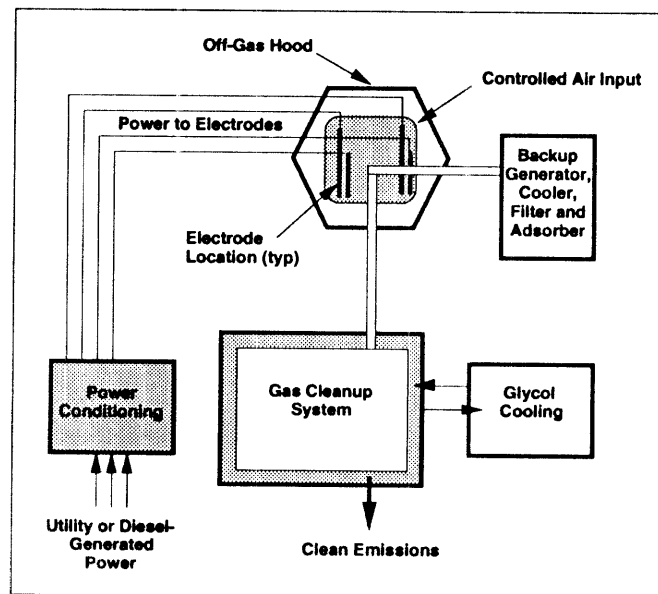 Off-Gas Hood
Controlled Air Input
Power to Electrodes
Backup
Generator,
Cooler,
Filter and
Adsorber
Electrode
Location (typ)
Power
Conditioning
Gas Cleanup
System
Glycol
Cooling
Utility or Diesel-
Generated
Power
Clean Emissions